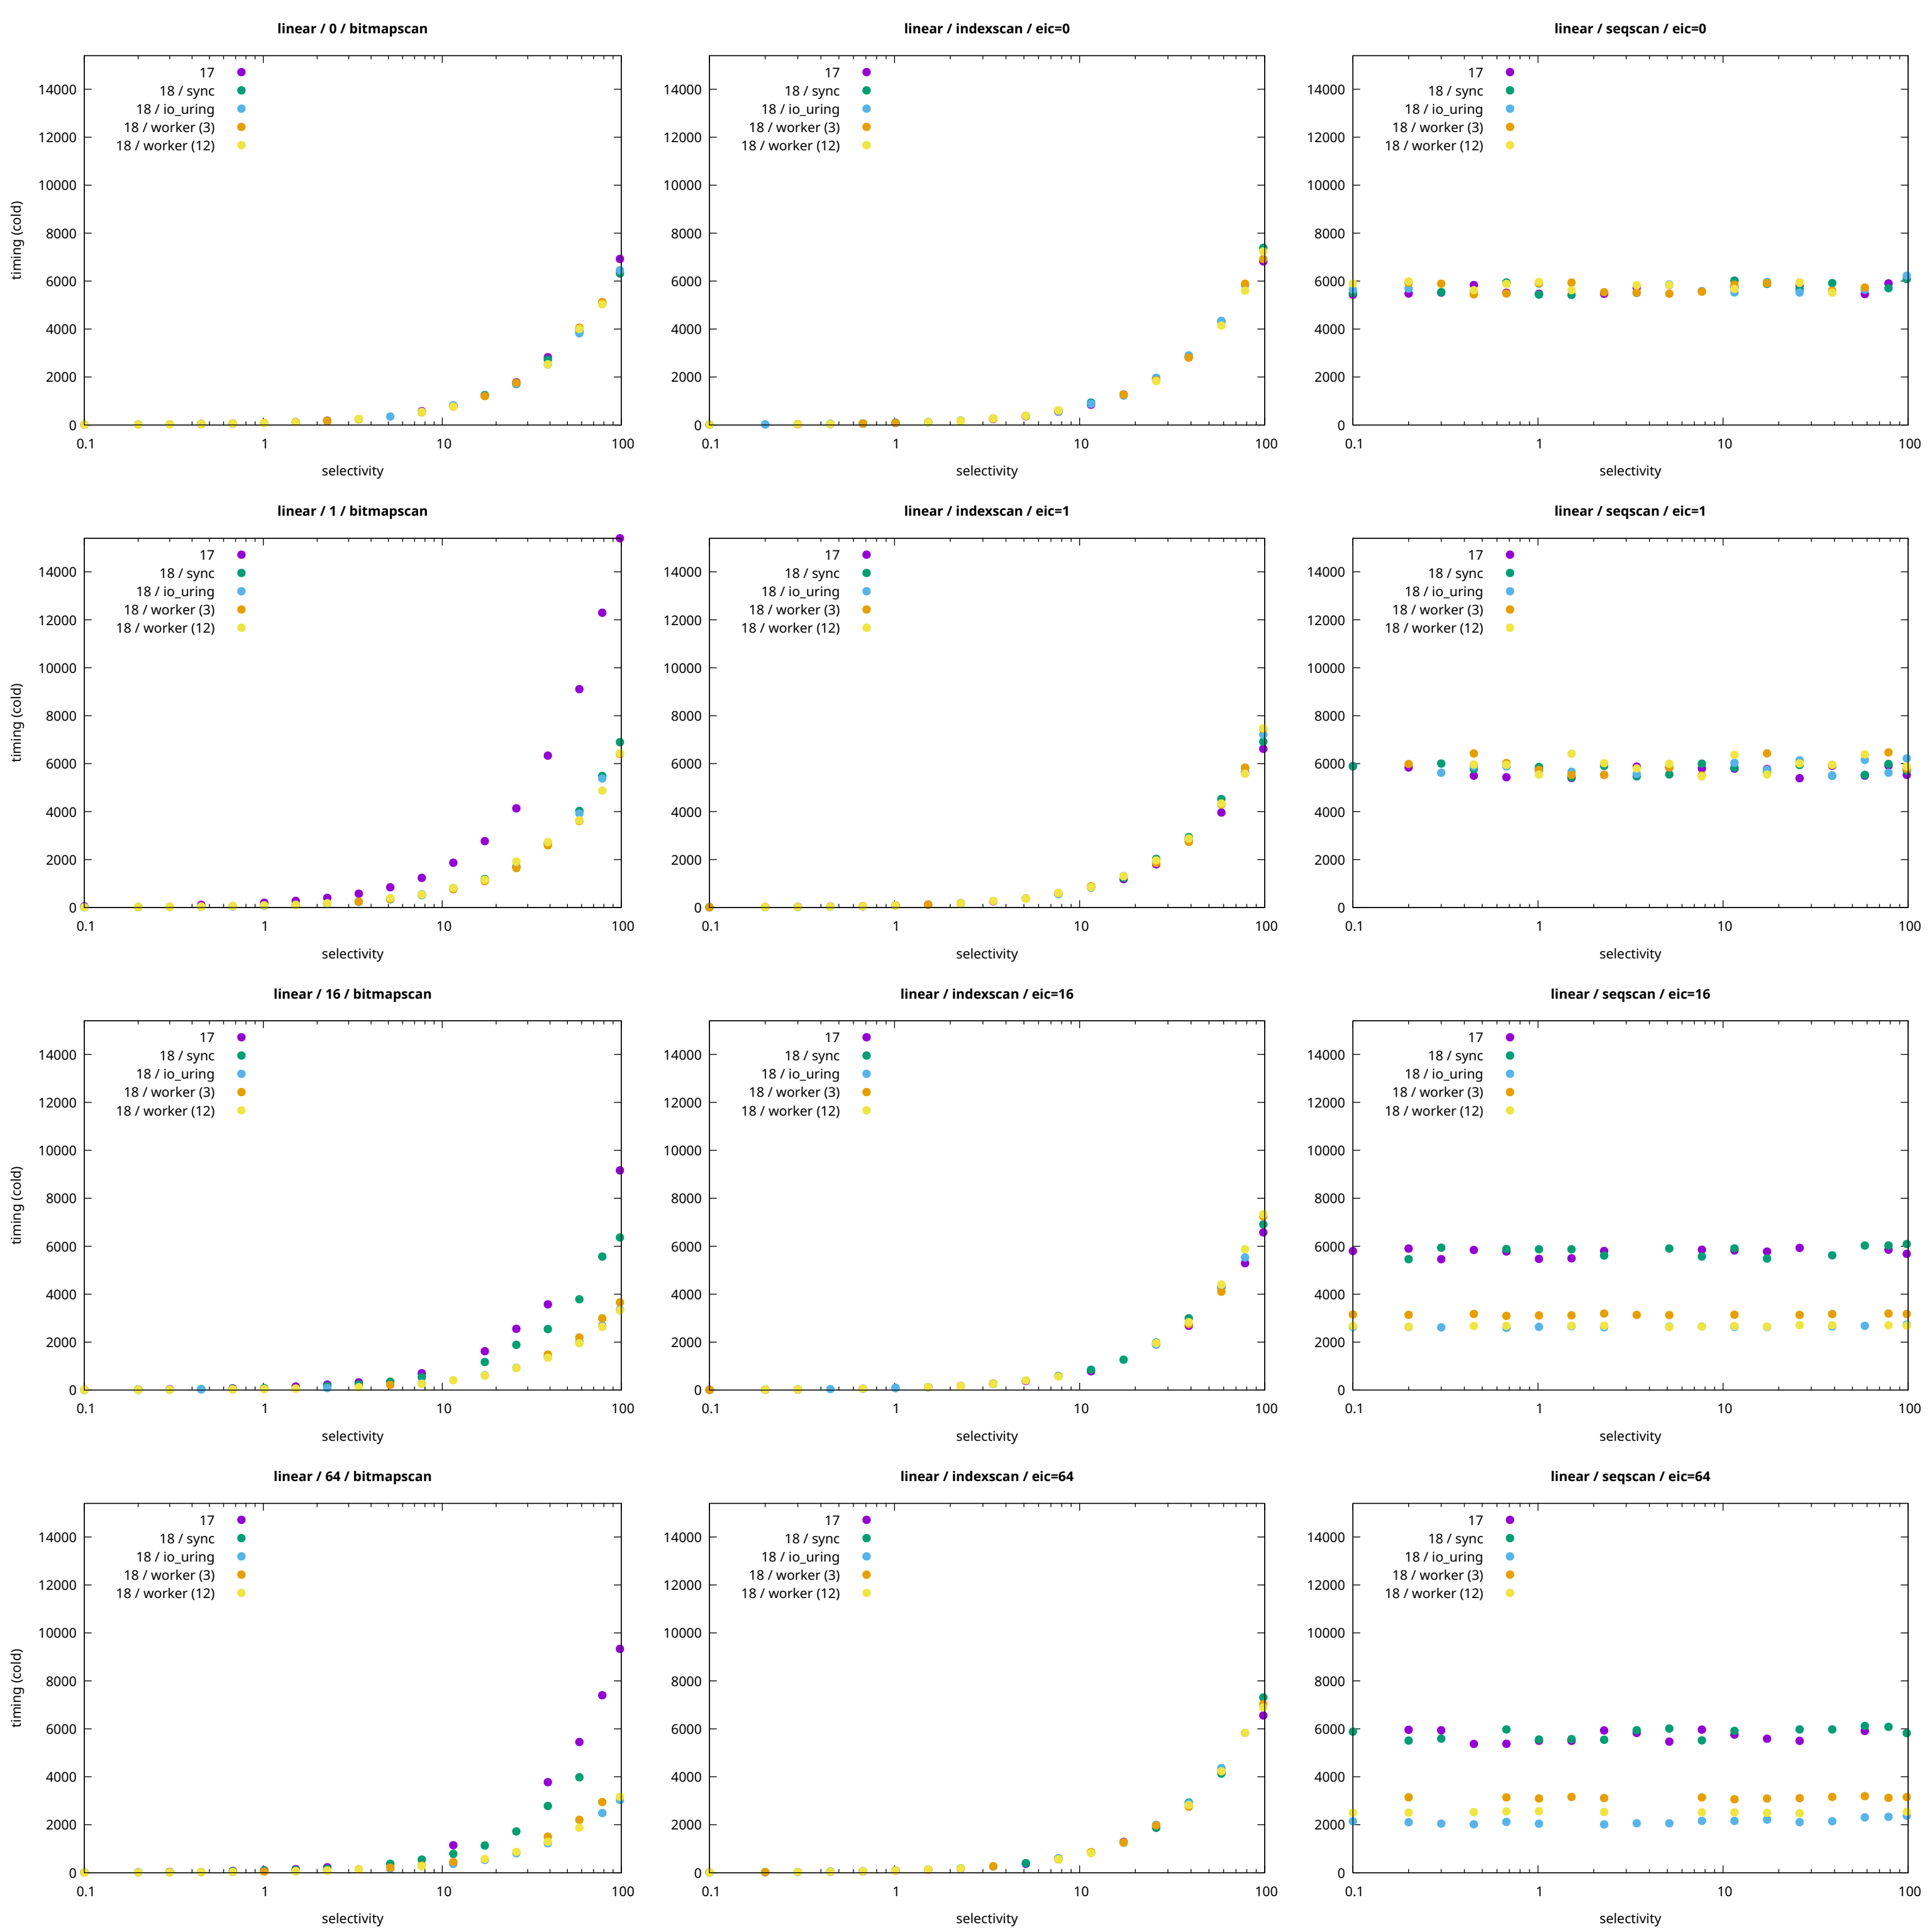 linear / 0 / bitmapscan
timing (cold)
14000
12000
10000
8000
6000
4000
2000
0
17
18 / sync
18 / io_uring
18 / worker (3)
18 / worker (12)
0.1 1 10 100
selectivity
linear / indexscan / eic=0
14000
12000
10000
8000
6000
4000
2000
0
17
18 / sync
18 / io_uring
18 / worker (3)
18 / worker (12)
0.1 1 10 100
selectivity
linear / seqscan / eic=0
14000
12000
10000
8000
6000
4000
2000
0
17
18 / sync
18 / io_uring
18 / worker (3)
18 / worker (12)
0.1 1 10 100
selectivity
linear / 1 / bitmapscan
timing (cold)
14000
12000
10000
8000
6000
4000
2000
0
17
18 / sync
18 / io_uring
18 / worker (3)
18 / worker (12)
0.1 1 10 100
selectivity
linear / indexscan / eic=1
14000
12000
10000
8000
6000
4000
2000
0
17
18 / sync
18 / io_uring
18 / worker (3)
18 / worker (12)
0.1 1 10 100
selectivity
linear / seqscan / eic=1
14000
12000
10000
8000
6000
4000
2000
0
17
18 / sync
18 / io_uring
18 / worker (3)
18 / worker (12)
0.1 1 10 100
selectivity
linear / 16 / bitmapscan
timing (cold)
14000
12000
10000
8000
6000
4000
2000
0
17
18 / sync
18 / io_uring
18 / worker (3)
18 / worker (12)
0.1 1 10 100
selectivity
linear / indexscan / eic=16
14000
12000
10000
8000
6000
4000
2000
0
17
18 / sync
18 / io_uring
18 / worker (3)
18 / worker (12)
0.1 1 10 100
selectivity
linear / seqscan / eic=16
14000
12000
10000
8000
6000
4000
2000
0
17
18 / sync
18 / io_uring
18 / worker (3)
18 / worker (12)
0.1 1 10 100
selectivity
linear / 64 / bitmapscan
timing (cold)
14000
12000
10000
8000
6000
4000
2000
0
17
18 / sync
18 / io_uring
18 / worker (3)
18 / worker (12)
0.1 1 10 100
selectivity
linear / indexscan / eic=64
14000
12000
10000
8000
6000
4000
2000
0
17
18 / sync
18 / io_uring
18 / worker (3)
18 / worker (12)
0.1 1 10 100
selectivity
linear / seqscan / eic=64
14000
12000
10000
8000
6000
4000
2000
0
17
18 / sync
18 / io_uring
18 / worker (3)
18 / worker (12)
0.1 1 10 100
selectivity